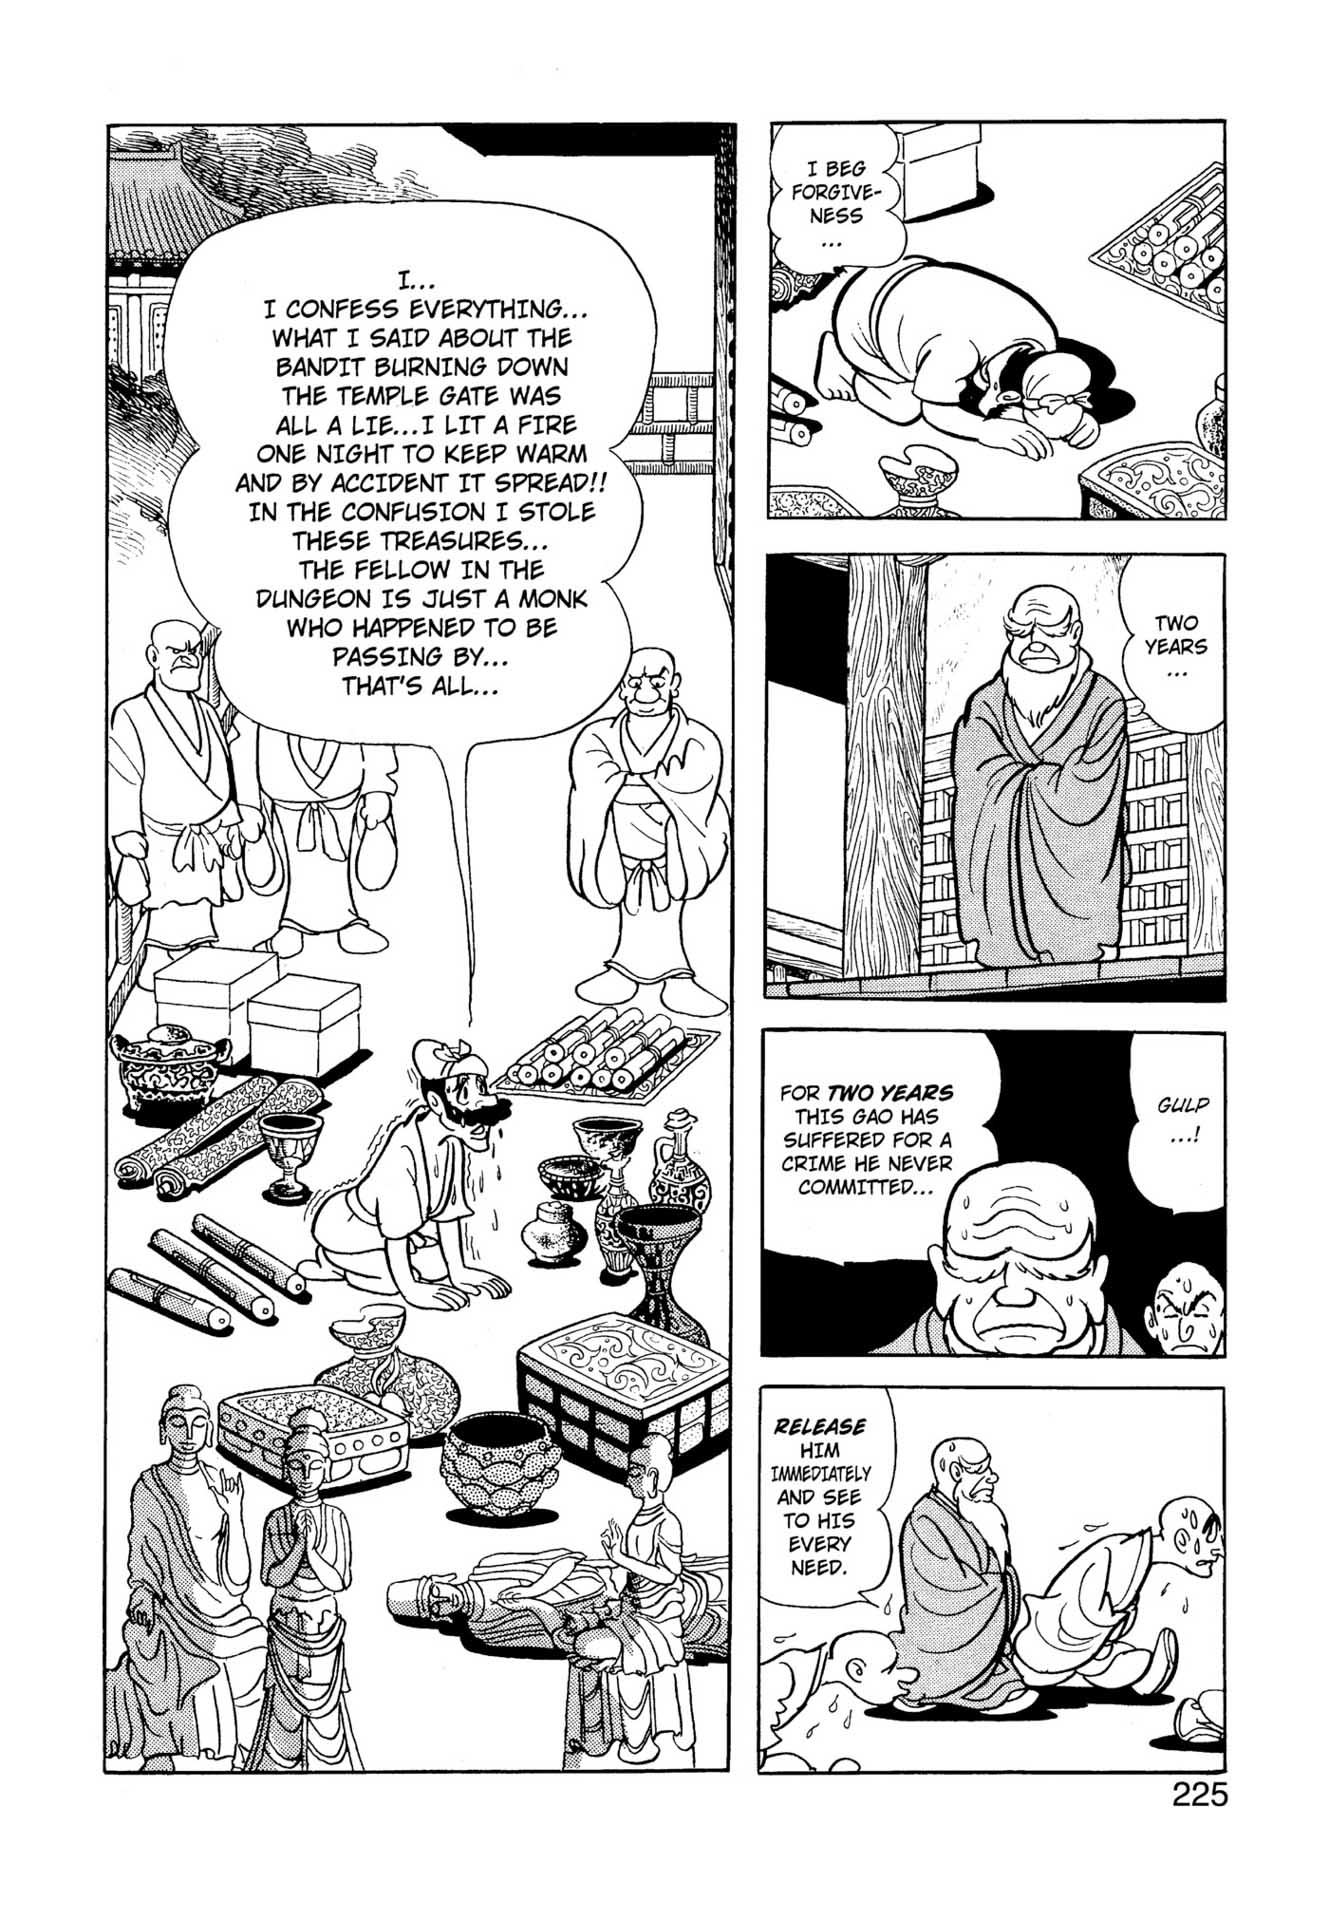 I...
I CONFESS EVERYTHING...
WHAT I SAID ABOUT THE
BANDIT BURNING DOWN
THE TEMPLE GATE WAS
ALL A LIE...I LIT A FIRE
ONE NIGHT TO KEEP WARM
AND BY ACCIDENT IT SPREAD!!
IN THE CONFUSION I STOLE
THESE TREASURES...
THE FELLOW IN THE
DUNGEON IS JUST A MONK
WHO HAPPENED TO BE
PASSING BY...
THAT'S ALL...
I BEG
FORGIVE-
NESS
...
TWO
YEARS
...
FOR TWO YEARS
THIS GAO HAS
SUFFERED FOR A
CRIME HE NEVER
COMMITTED...
GULP
...!
RELEASE
HIM
IMMEDIATELY
AND SEE
TO HIS
EVERY
NEED.
225